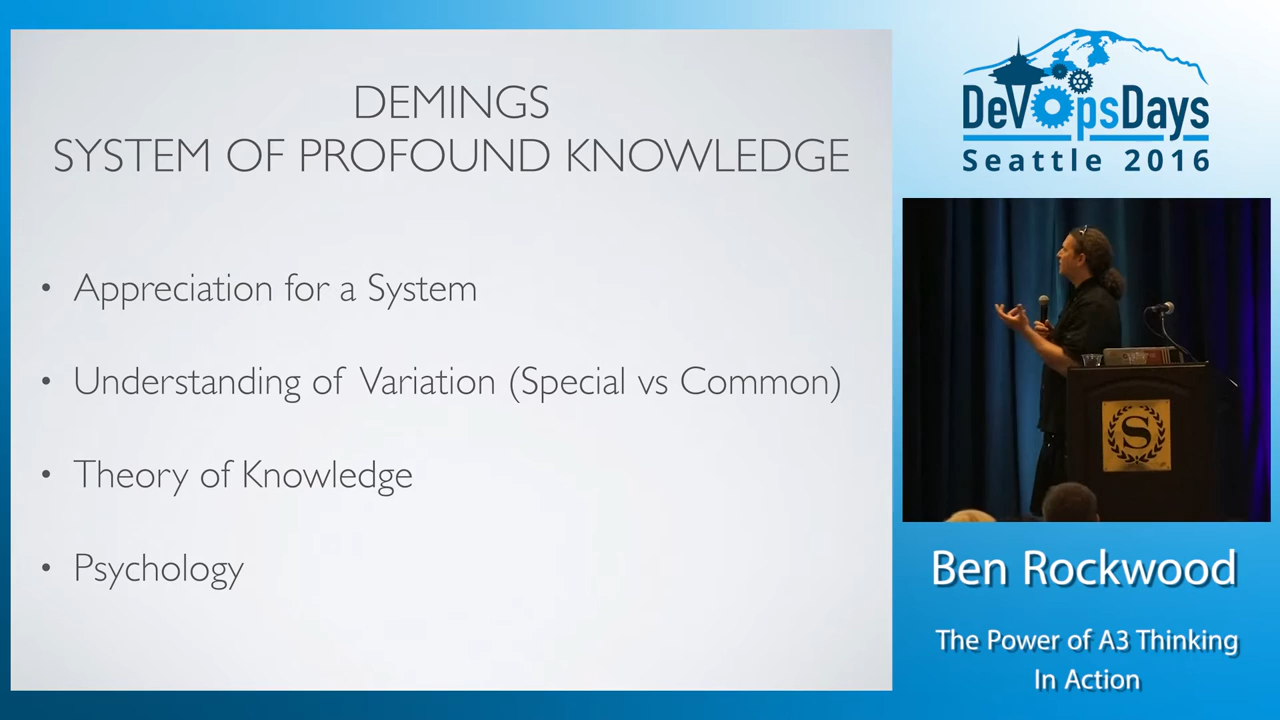 DEMINGS
SYSTEM OF PROFOUND KNOWLEDGE
• Appreciation for a System
• Understanding of Variation (Special vs Common)
• Theory of Knowledge
• Psychology
DevOpsDays
Seattle 2016
S
Ben Rockwood
The Power of A3 Thinking
In Action